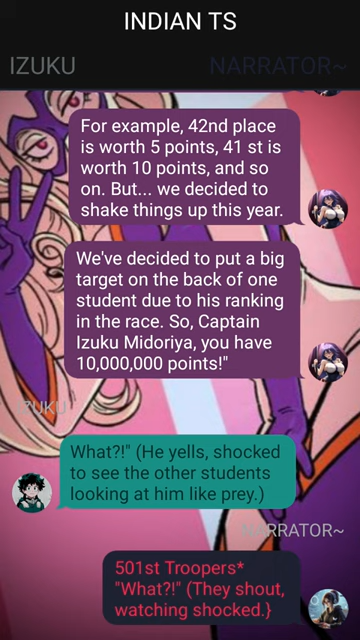 INDIAN TS
IZUKU
NARRATOR~
For example, 42nd place
is worth 5 points, 41 st is
worth 10 points, and so
on. But... we decided to
shake things up this year.
We've decided to put a big
target on the back of one
student due to his ranking
in the race. So, Captain
Izuku Midoriya, you have
10,000,000 points!"
IZUKU
What?!" (He yells, shocked
to see the other students
looking at him like prey.)
NARRATOR~
501st Troopers*
"What?!" (They shout,
watching shocked.}